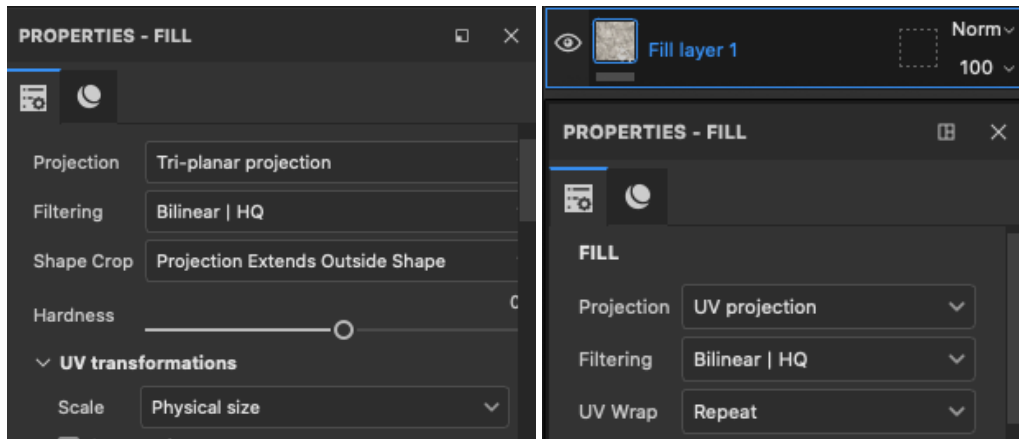 PROPERTIES - FILL
Projection Tri-planar projection
Filtering Bilinear | HQ
Shape Crop Projection Extends Outside Shape
Hardness
UV transformations
Scale Physical size
Fill layer 1
Norm
100
PROPERTIES - FILL
FILL
Projection UV projection
Filtering Bilinear | HQ
UV Wrap Repeat